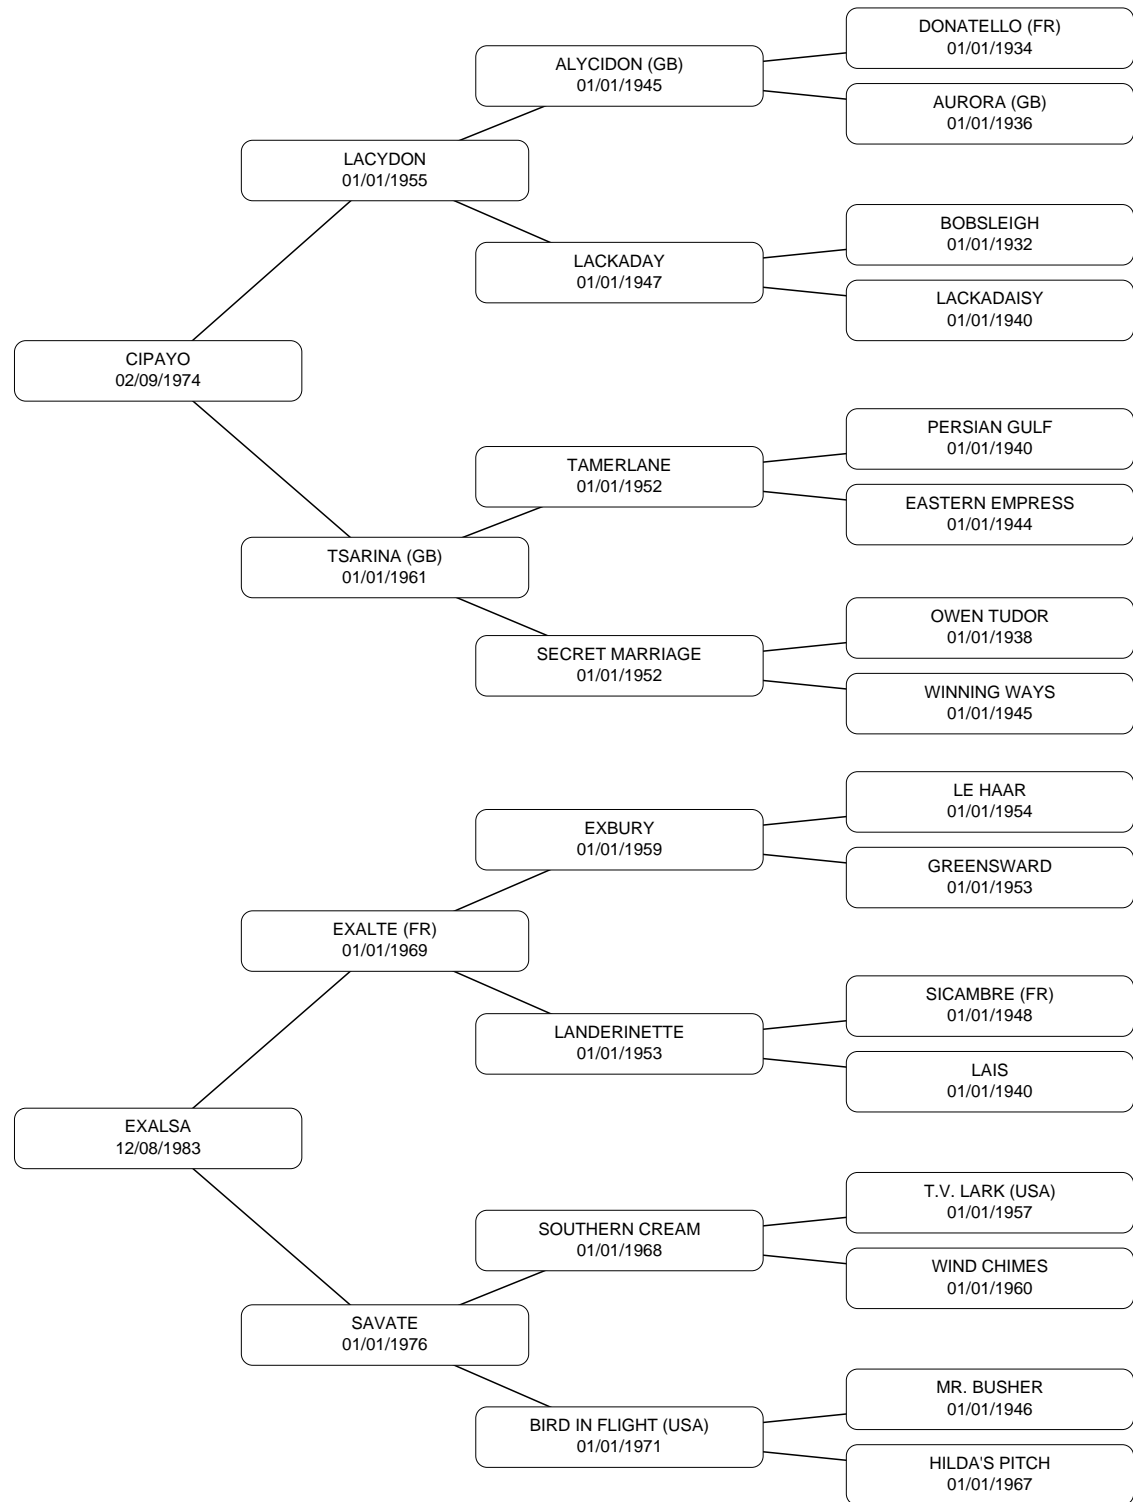 DONATELLO (FR)
01/01/1934
ALYCIDON (GB)
01/01/1945
AURORA (GB)
01/01/1936
LACYDON
01/01/1955
BOBSLEIGH
01/01/1932
LACKADAY
01/01/1947
LACKADAISY
01/01/1940
CIPAYO
02/09/1974
PERSIAN GULF
01/01/1940
TAMERLANE
01/01/1952
EASTERN EMPRESS
01/01/1944
TSARINA (GB)
01/01/1961
OWEN TUDOR
01/01/1938
SECRET MARRIAGE
01/01/1952
WINNING WAYS
01/01/1945
LE HAAR
01/01/1954
EXBURY
01/01/1959
GREENSWARD
01/01/1953
EXALTE (FR)
01/01/1969
SICAMBRE (FR)
01/01/1948
LANDERINETTE
01/01/1953
LAIS
01/01/1940
EXALSA
12/08/1983
T.V. LARK (USA)
01/01/1957
SOUTHERN CREAM
01/01/1968
WIND CHIMES
01/01/1960
SAVATE
01/01/1976
MR. BUSHER
01/01/1946
BIRD IN FLIGHT (USA)
01/01/1971
HILDA'S PITCH
01/01/1967